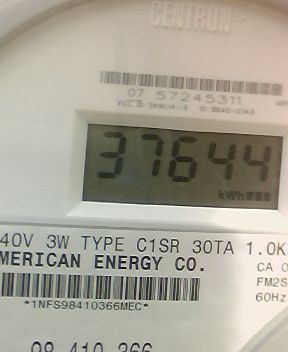 CENTRON®
07 57245311
37644
kWh
40V 3W TYPE C1SR 30TA 1.0K
MERICAN ENERGY CO.
CA 0
FM2S
60Hz
*1NFS98410366MEC*
98 410 366